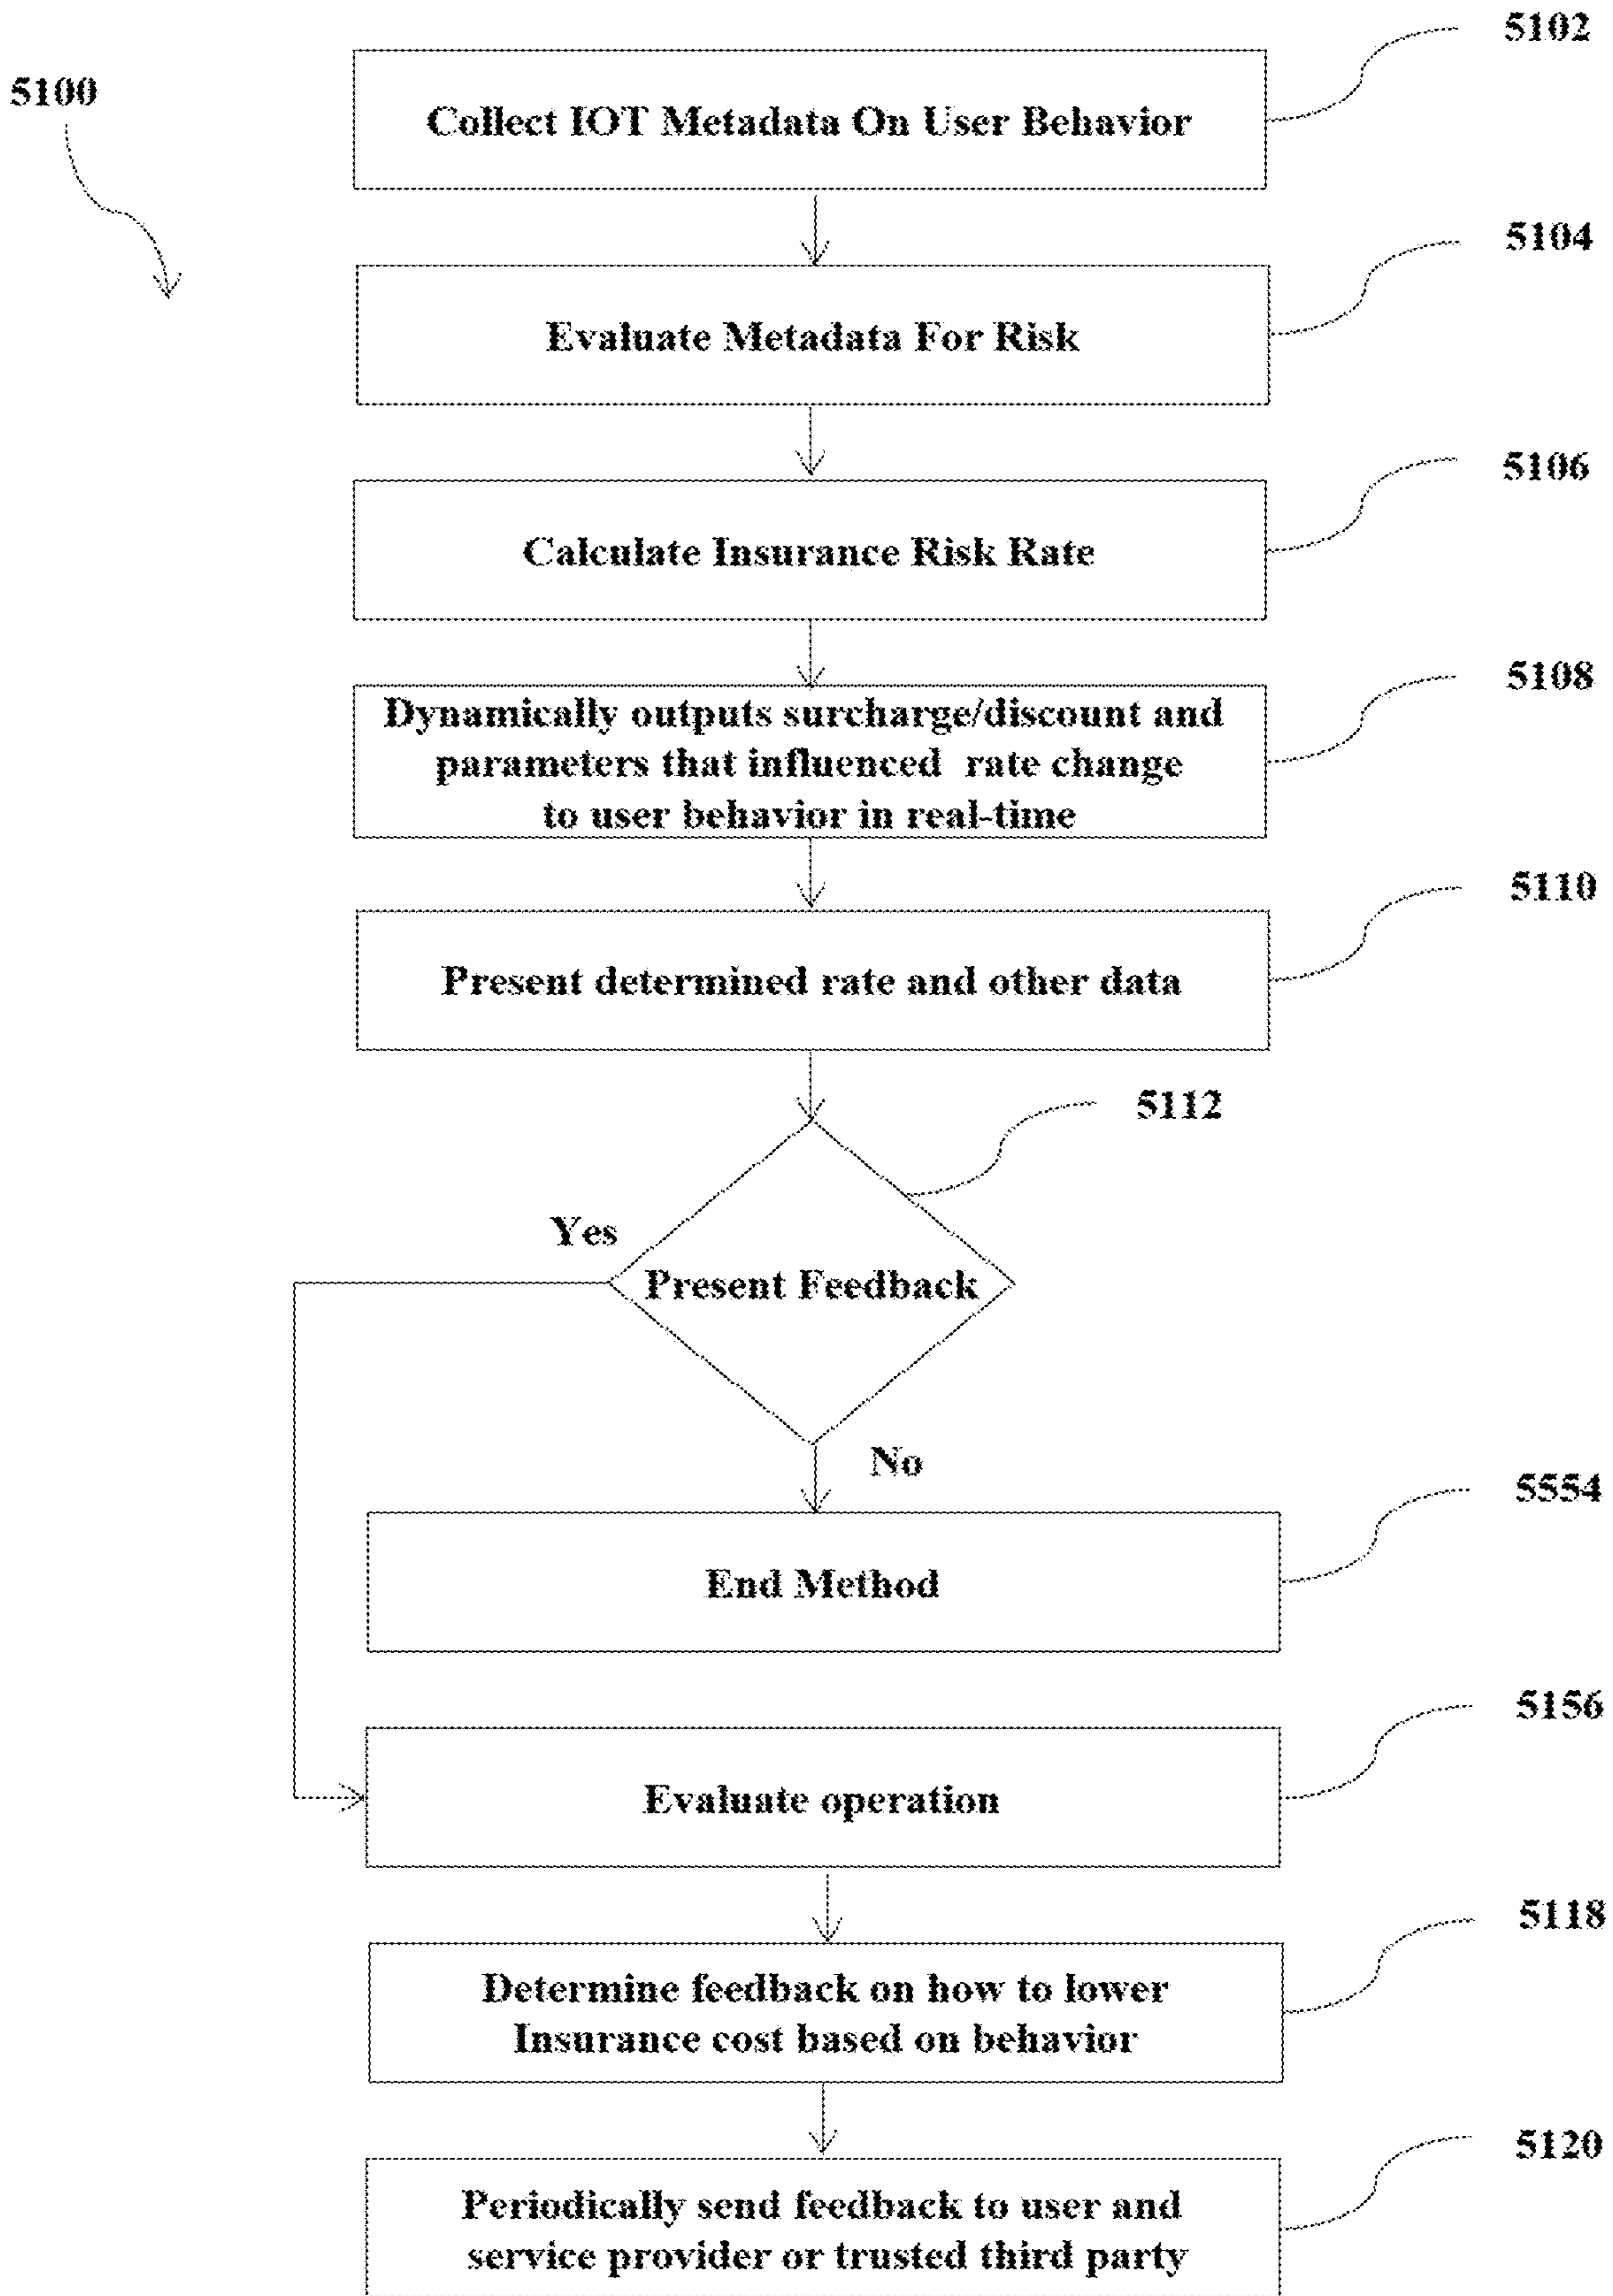 5102
5100
Collect IOT Metadata On User Behavior
5104
Evaluate Metadata For Risk
5106
Calculate Insurance Risk Rate
5108
Dynamically outputs surcharge/discount and
parameters that influenced rate change
to user behavior in real-time
5110
Present determined rate and other data
5112
Yes
Present Feedback
No
5554
End Method
5156
Evaluate operation
5118
Determine feedback on how to lower
Insurance cost based on behavior
5120
Periodically send feedback to user and
service provider or trusted third party